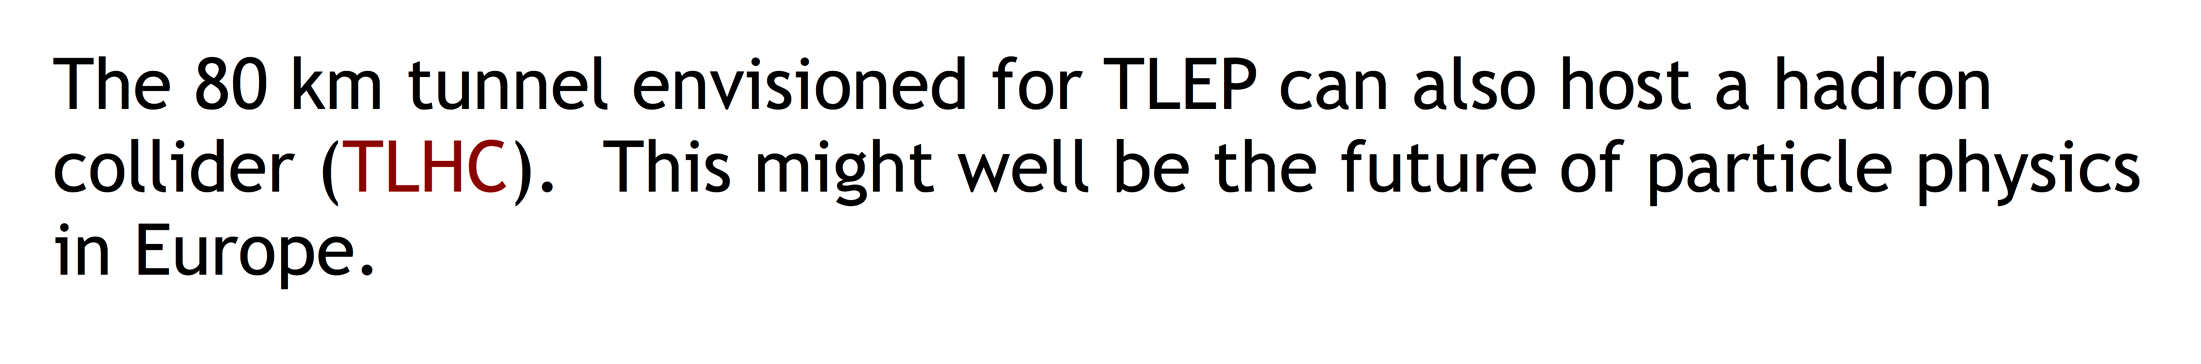 The 80 km tunnel envisioned for TLEP can also host a hadron
collider (TLHC).  This might well be the future of particle physics
in Europe.